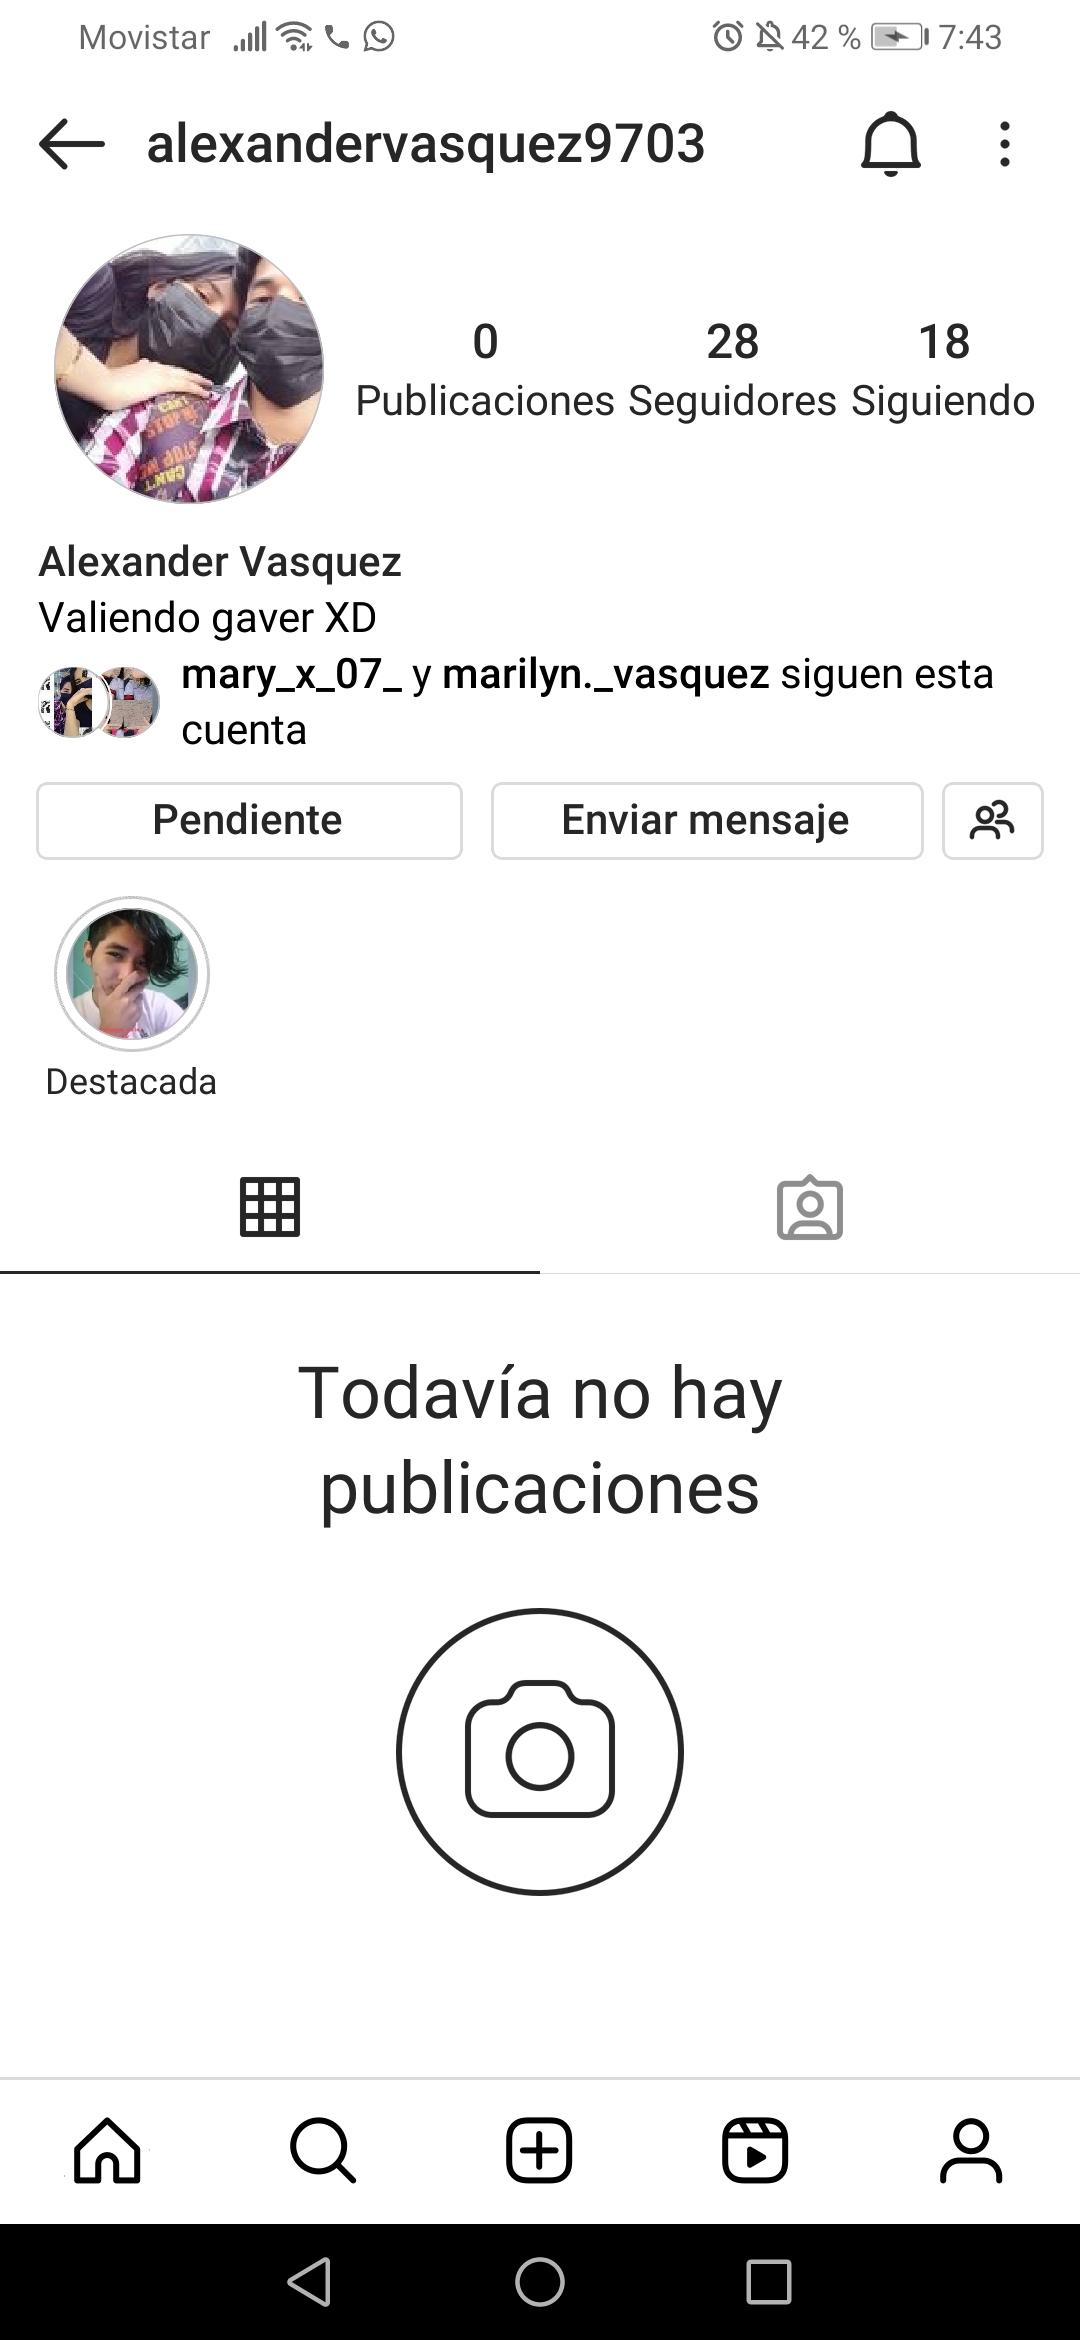 Movistar 42 % 7:43
alexandervasquez9703
0 28 18
Publicaciones Seguidores Siguiendo
Alexander Vasquez
Valiendo gaver XD
mary_x_07_ y marilyn._vasquez siguen esta
cuenta
Pendiente Enviar mensaje
Destacada
Todavía no hay
publicaciones